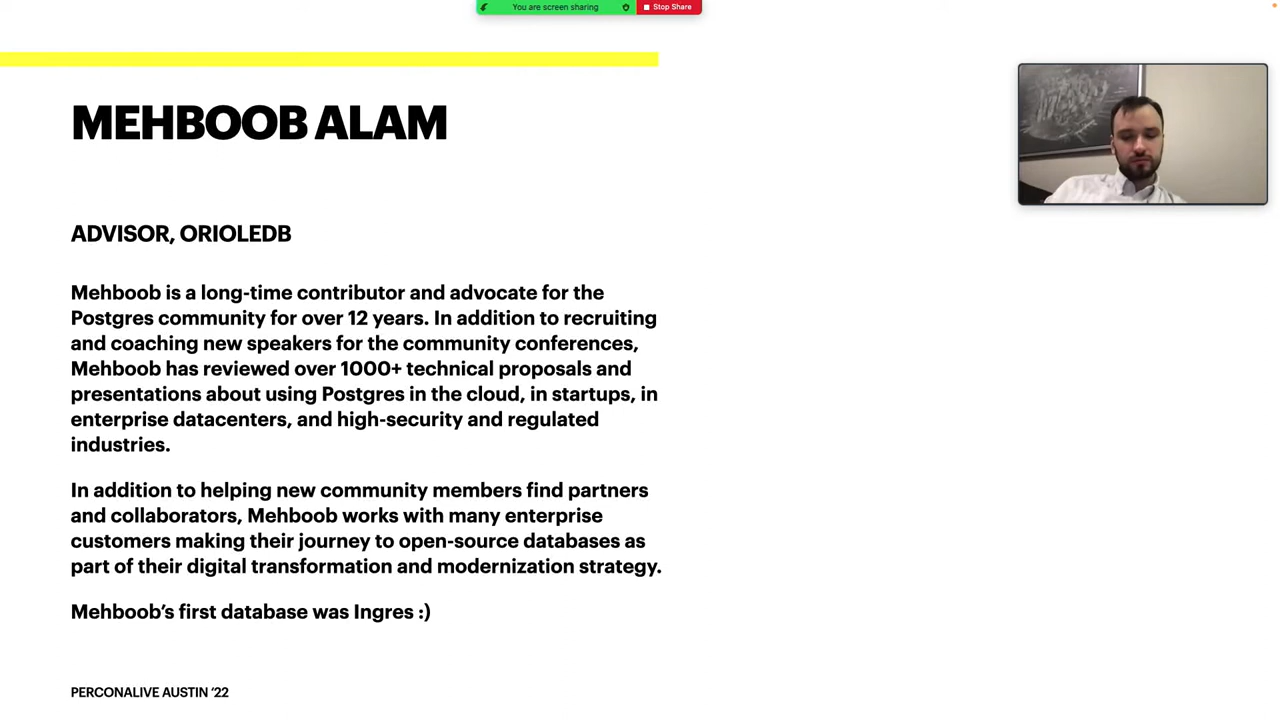 You are screen sharing
Stop Share
MEHBOOB ALAM
ADVISOR, ORIOLEDB
Mehboob is a long-time contributor and advocate for the
Postgres community for over 12 years. In addition to recruiting
and coaching new speakers for the community conferences,
Mehboob has reviewed over 1000+ technical proposals and
presentations about using Postgres in the cloud, in startups, in
enterprise datacenters, and high-security and regulated
industries.
In addition to helping new community members find partners
and collaborators, Mehboob works with many enterprise
customers making their journey to open-source databases as
part of their digital transformation and modernization strategy.
Mehboob’s first database was Ingres :)
PERCONALIVE AUSTIN ‘22